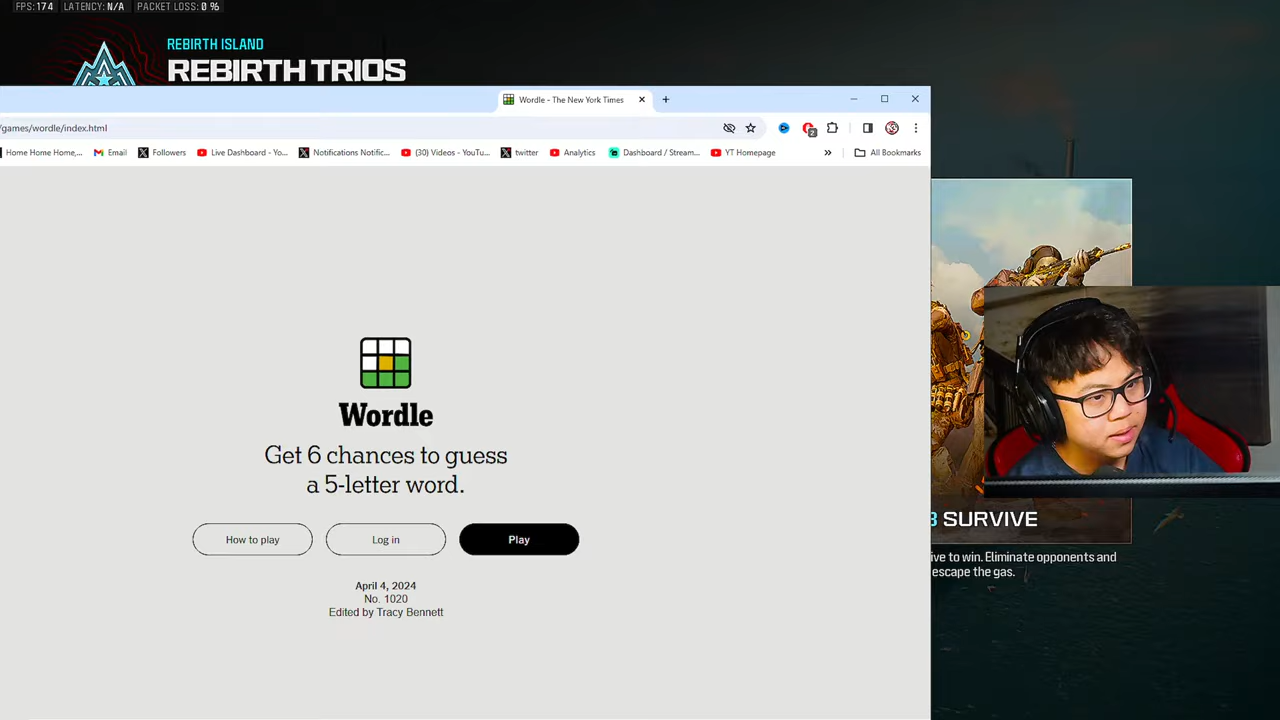 FPS: 174 LATENCY: N/A PACKET LOSS: 0 %
REBIRTH ISLAND
REBIRTH TRIOS
Wordle - The New York Times
/games/wordle/index.html
2
Home Home Home,... Email Followers Live Dashboard - Yo... Notifications Notific... (30) Videos - YouTu... twitter Analytics Dashboard / Stream... YT Homepage » All Bookmarks
Wordle
Get 6 chances to guess
a 5-letter word.
How to play Log in Play
April 4, 2024
No. 1020
Edited by Tracy Bennett
SURVIVE
ive to win. Eliminate opponents and
escape the gas.